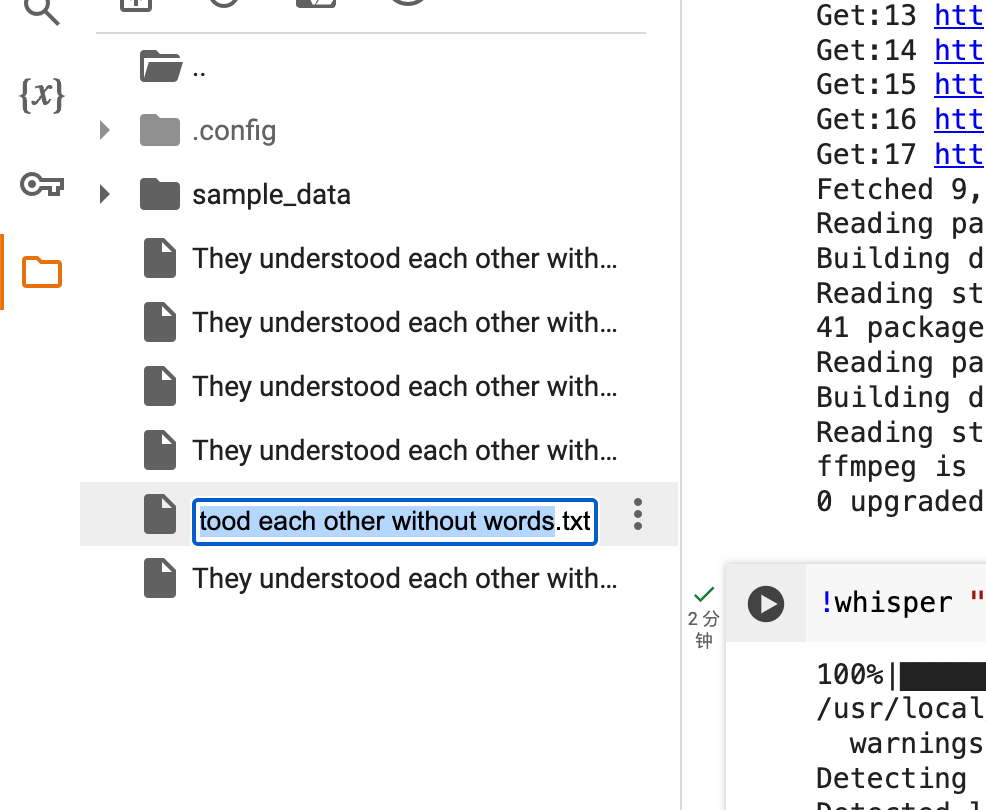 {x}
..
.config
sample_data
They understood each other with…
They understood each other with…
They understood each other with…
They understood each other with…
tood each other without words.txt
They understood each other with…
Get:13 htt
Get:14 htt
Get:15 htt
Get:16 htt
Get:17 htt
Fetched 9,
Reading pa
Building d
Reading st
41 package
Reading pa
Building d
Reading st
ffmpeg is
0 upgraded
2 分
钟
!whisper "
100%|
/usr/local
warnings
Detecting